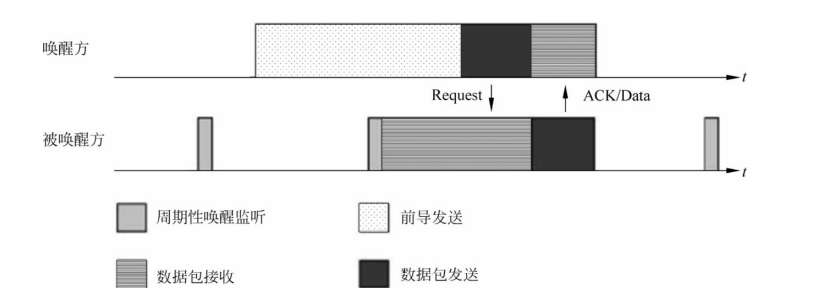 唤醒方
t
Request
ACK/Data
被唤醒方
t
周期性唤醒监听
前导发送
数据包接收
数据包发送